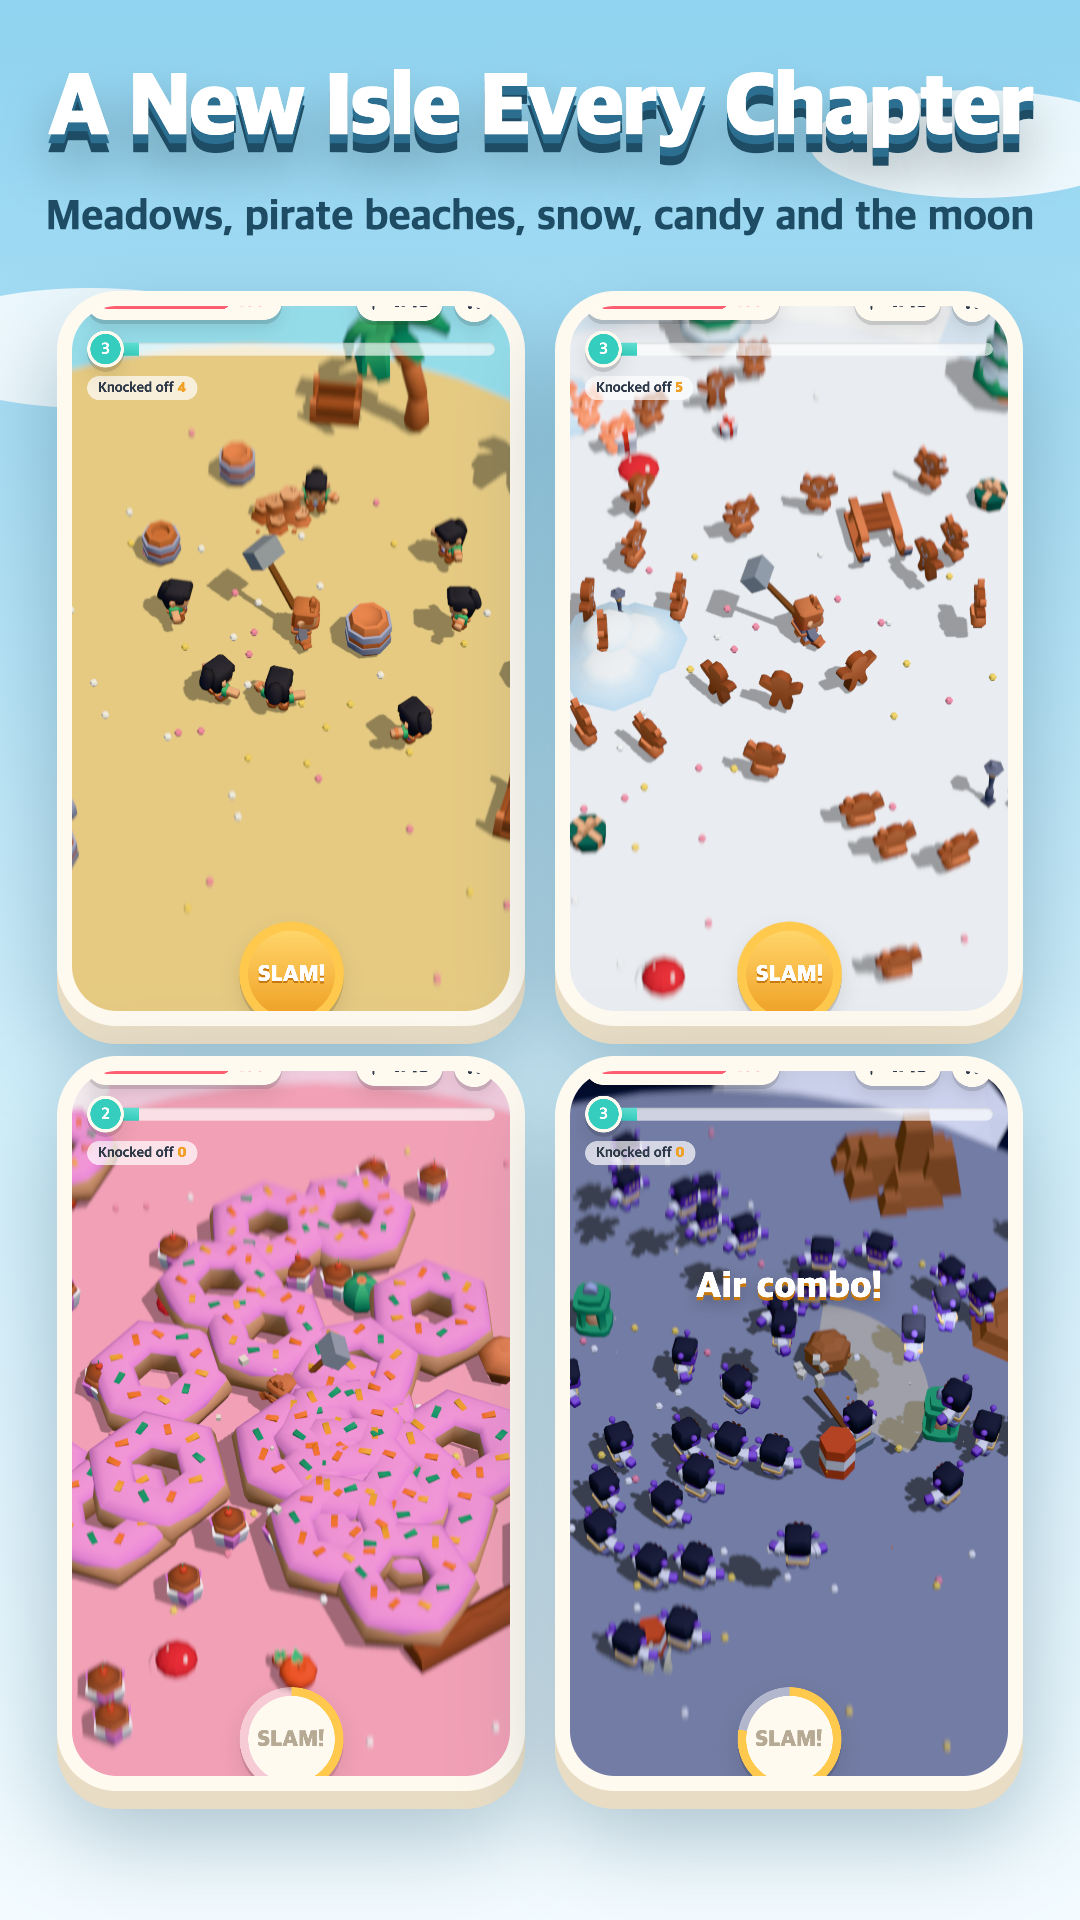 A New Isle Every Chapter
Meadows, pirate beaches, snow, candy and the moon
3
Knocked off 4
SLAM!
3
Knocked off 5
SLAM!
2
Knocked off 0
SLAM!
3
Knocked off 0
Air combo!
SLAM!